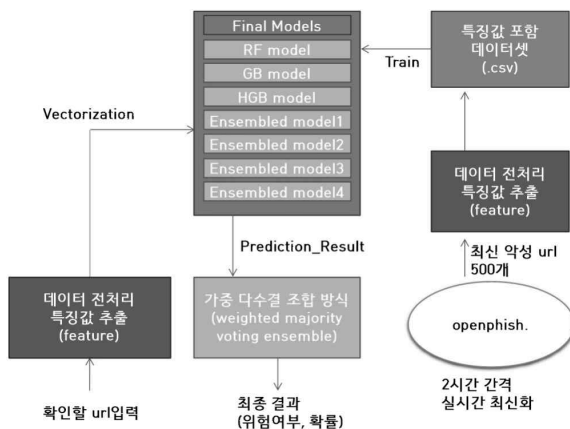 Final Models
RF model
GB model
HGB model
Ensembled model1
Ensembled model2
Ensembled model3
Ensembled model4
Train
특징값 포함
데이터셋
(.csv)
Vectorization
데이터 전처리
특징값 추출
(feature)
최신 악성 url
500개
openphish.
2시간 간격
실시간 최신화
Prediction_Result
데이터 전처리
특징값 추출
(feature)
확인할 url입력
가중 다수결 조합 방식
(weighted majority
voting ensemble)
최종 결과
(위험여부, 확률)